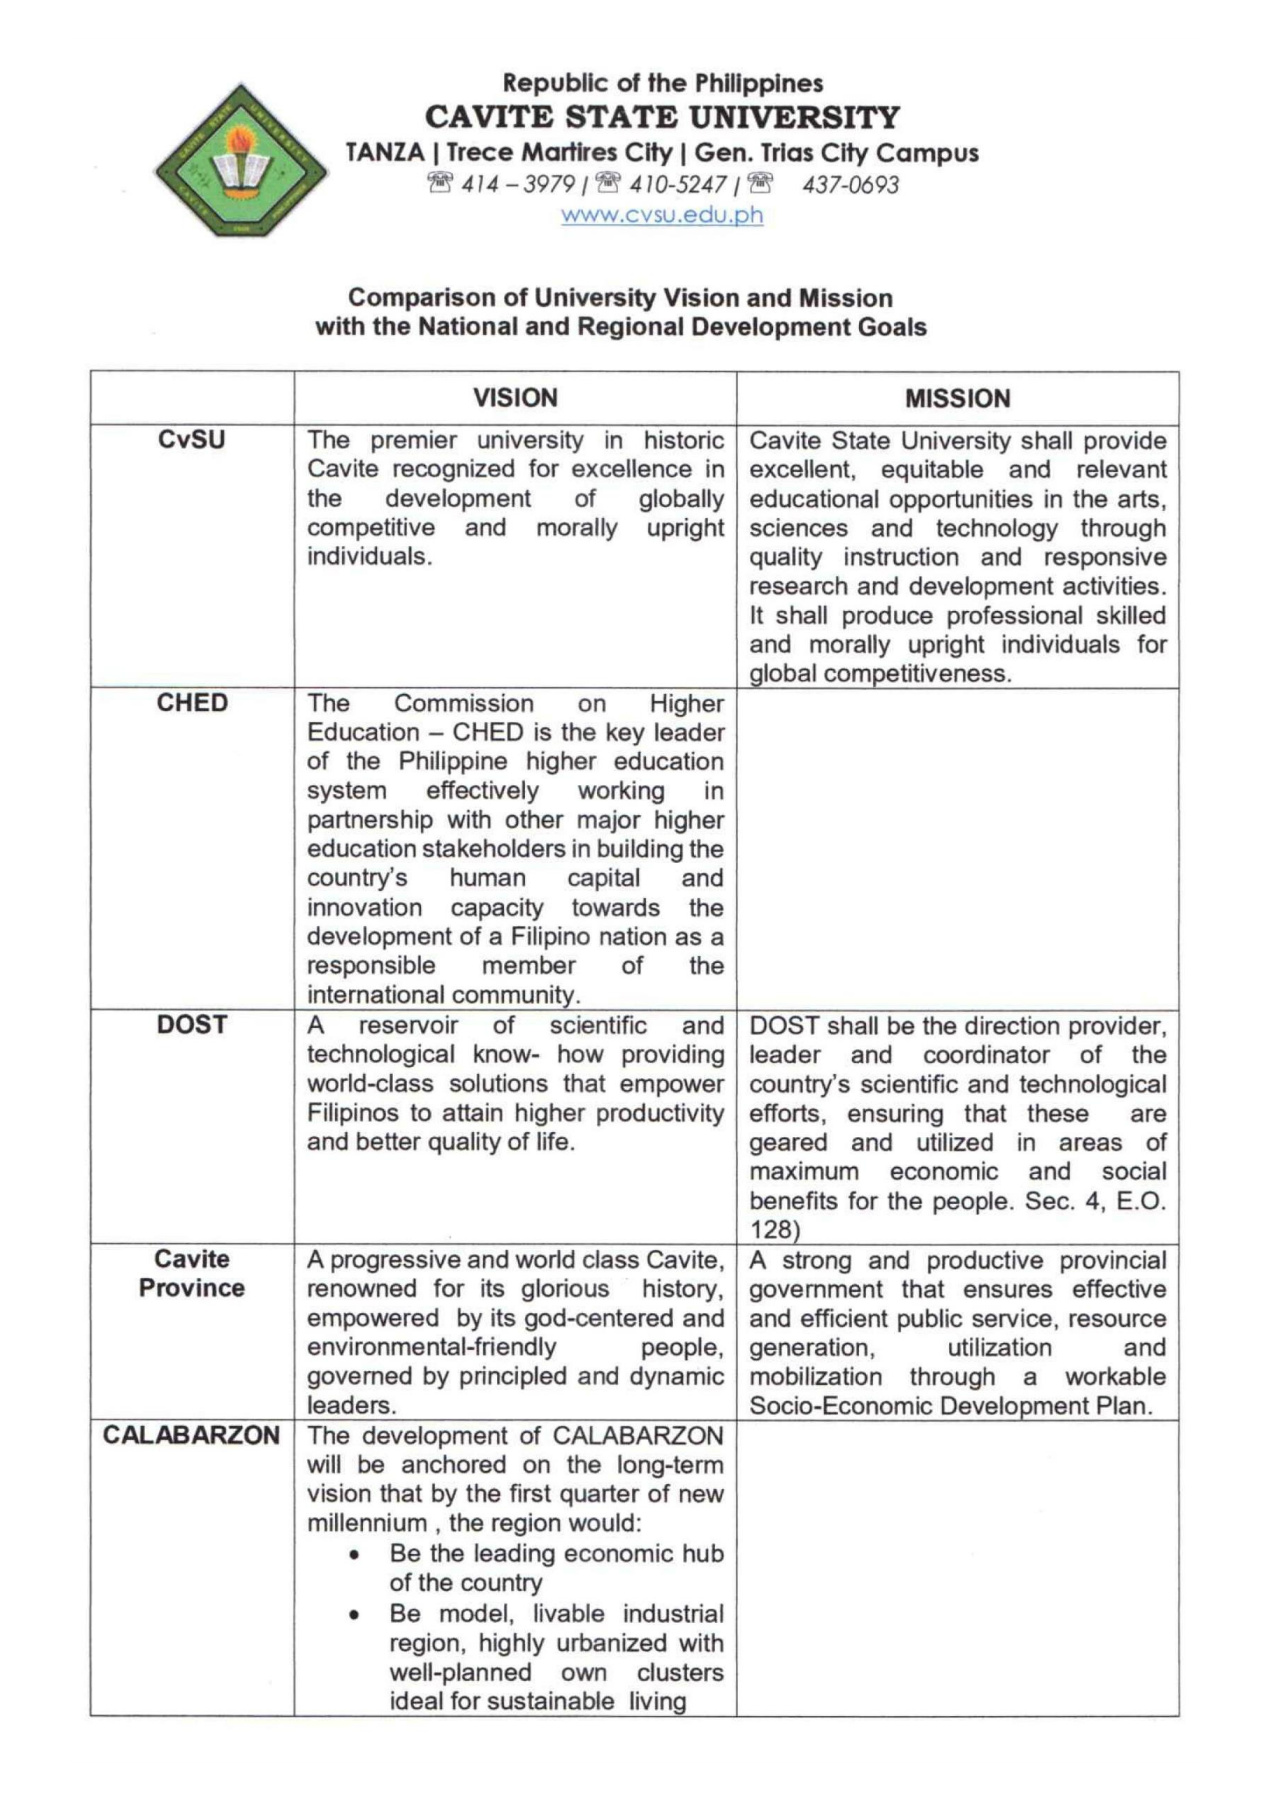 Republic of the Philippines
CAVITE STATE UNIVERSITY
TANZA | Trece Martires City | Gen. Trias City Campus
☏ 414 – 3979 / ☏ 410-5247 / ☏ 437-0693
www.cvsu.edu.ph
CAVITE STATE UNIVERSITY
CAVITE PHILIPPINES
Comparison of University Vision and Mission
with the National and Regional Development Goals
VISION
MISSION
CvSU
The premier university in historic
Cavite recognized for excellence in
the development of globally
competitive and morally upright
individuals.
Cavite State University shall provide
excellent, equitable and relevant
educational opportunities in the arts,
sciences and technology through
quality instruction and responsive
research and development activities.
It shall produce professional skilled
and morally upright individuals for
global competitiveness.
CHED
The Commission on Higher
Education – CHED is the key leader
of the Philippine higher education
system effectively working in
partnership with other major higher
education stakeholders in building the
country's human capital and
innovation capacity towards the
development of a Filipino nation as a
responsible member of the
international community.
DOST
A reservoir of scientific and
technological know- how providing
world-class solutions that empower
Filipinos to attain higher productivity
and better quality of life.
DOST shall be the direction provider,
leader and coordinator of the
country's scientific and technological
efforts, ensuring that these are
geared and utilized in areas of
maximum economic and social
benefits for the people. Sec. 4, E.O.
128)
Cavite
Province
A progressive and world class Cavite,
renowned for its glorious history,
empowered by its god-centered and
environmental-friendly people,
governed by principled and dynamic
leaders.
A strong and productive provincial
government that ensures effective
and efficient public service, resource
generation, utilization and
mobilization through a workable
Socio-Economic Development Plan.
CALABARZON
The development of CALABARZON
will be anchored on the long-term
vision that by the first quarter of new
millennium , the region would:
• Be the leading economic hub
of the country
• Be model, livable industrial
region, highly urbanized with
well-planned own clusters
ideal for sustainable living